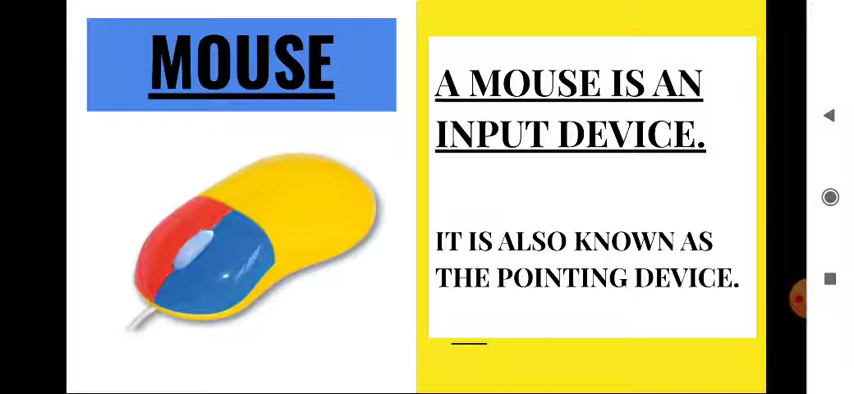 MOUSE
A MOUSE IS AN
INPUT DEVICE.
IT IS ALSO KNOWN AS
THE POINTING DEVICE.